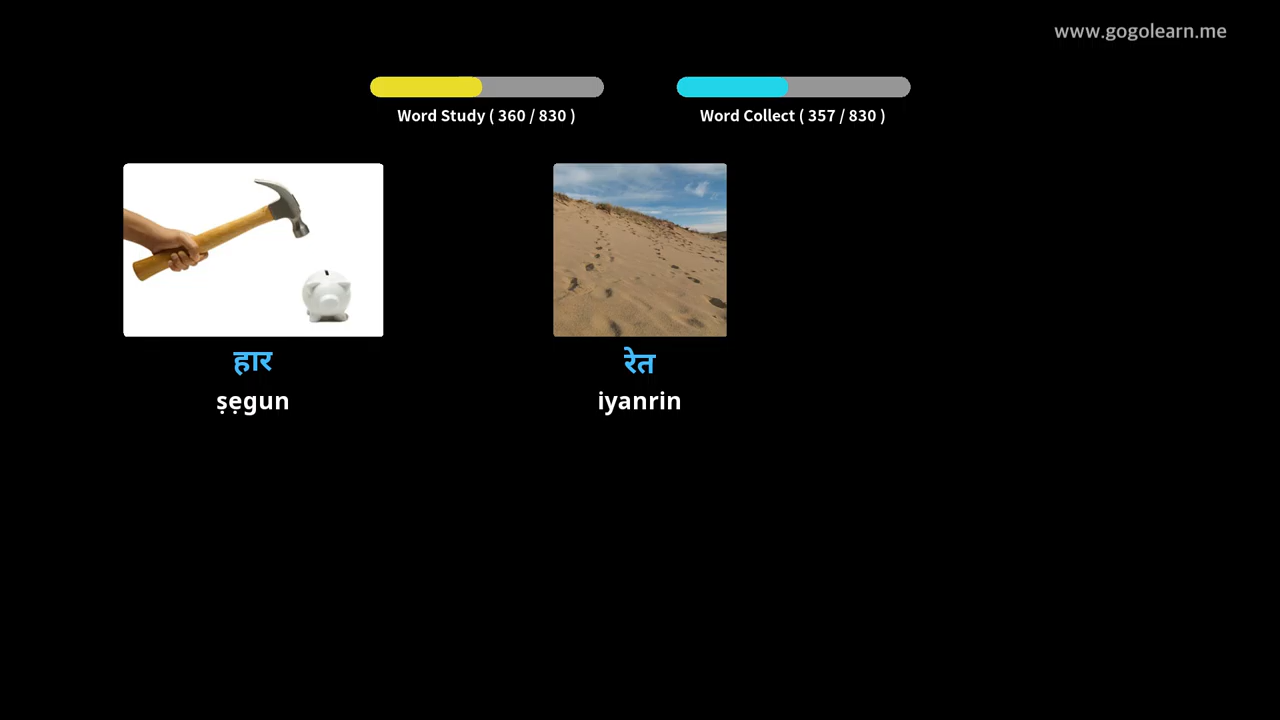 www.gogolearn.me
Word Study ( 360 / 830 )
Word Collect ( 357 / 830 )
हार
रेत
ṣẹgun
iyanrin